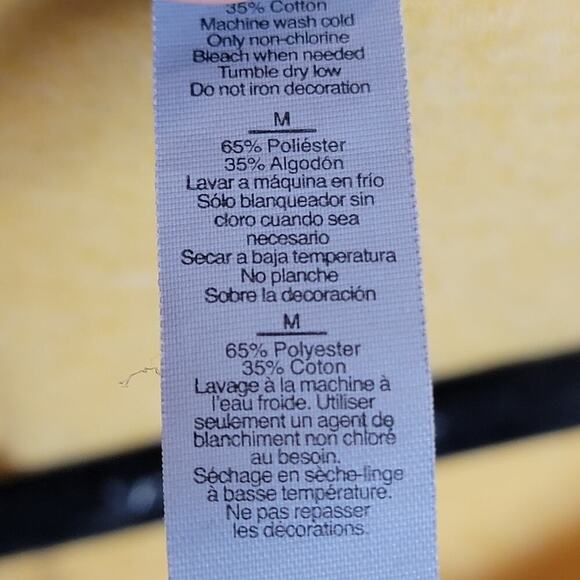 35% Cotton
Machine wash cold
Only non-chlorine
Bleach when needed
Tumble dry low
Do not iron decoration
M
65% Poliéster
35% Algodón
Lavar a máquina en frío
Sólo blanqueador sin
cloro cuando sea
necesario
Secar a baja temperatura
No planche
Sobre la decoración
M
65% Polyester
35% Coton
Lavage à la machine à
l'eau froide. Utiliser
seulement un agent de
blanchiment non chloré
au besoin.
Séchage en sèche-linge
à basse température.
Ne pas repasser
les décorations.